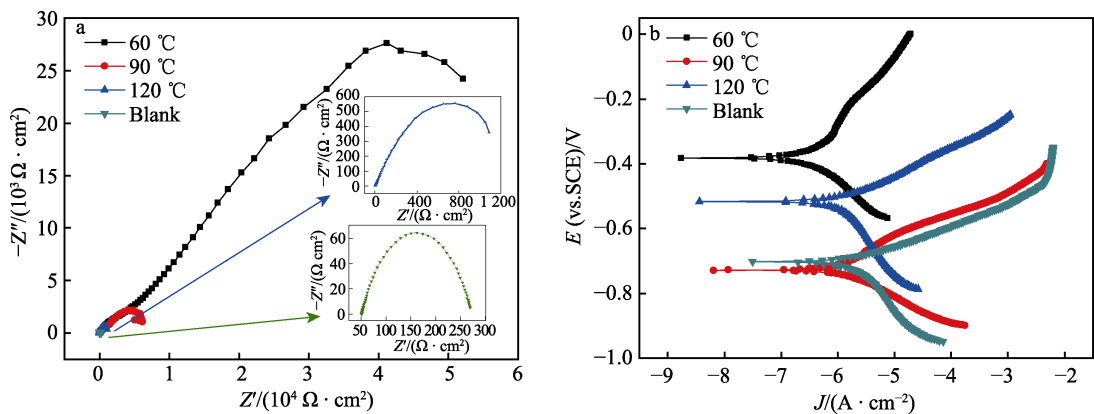 a
60 ℃
90 ℃
120 ℃
Blank
30
25
20
15
10
5
0
−Z″/(10³ Ω · cm²)
0 1 2 3 4 5 6
Z′/(10⁴ Ω · cm²)
600
500
400
300
200
100
0
−Z″/(Ω · cm²)
0 400 800 1 200
Z′/(Ω · cm²)
60
40
20
0
−Z″/(Ω cm²)
50 100 150 200 250 300
Z′/(Ω · cm²)
b
60 ℃
90 ℃
120 ℃
Blank
0
−0.2
−0.4
−0.6
−0.8
−1.0
E (vs.SCE)/V
−9 −8 −7 −6 −5 −4 −3 −2
J/(A · cm⁻²)